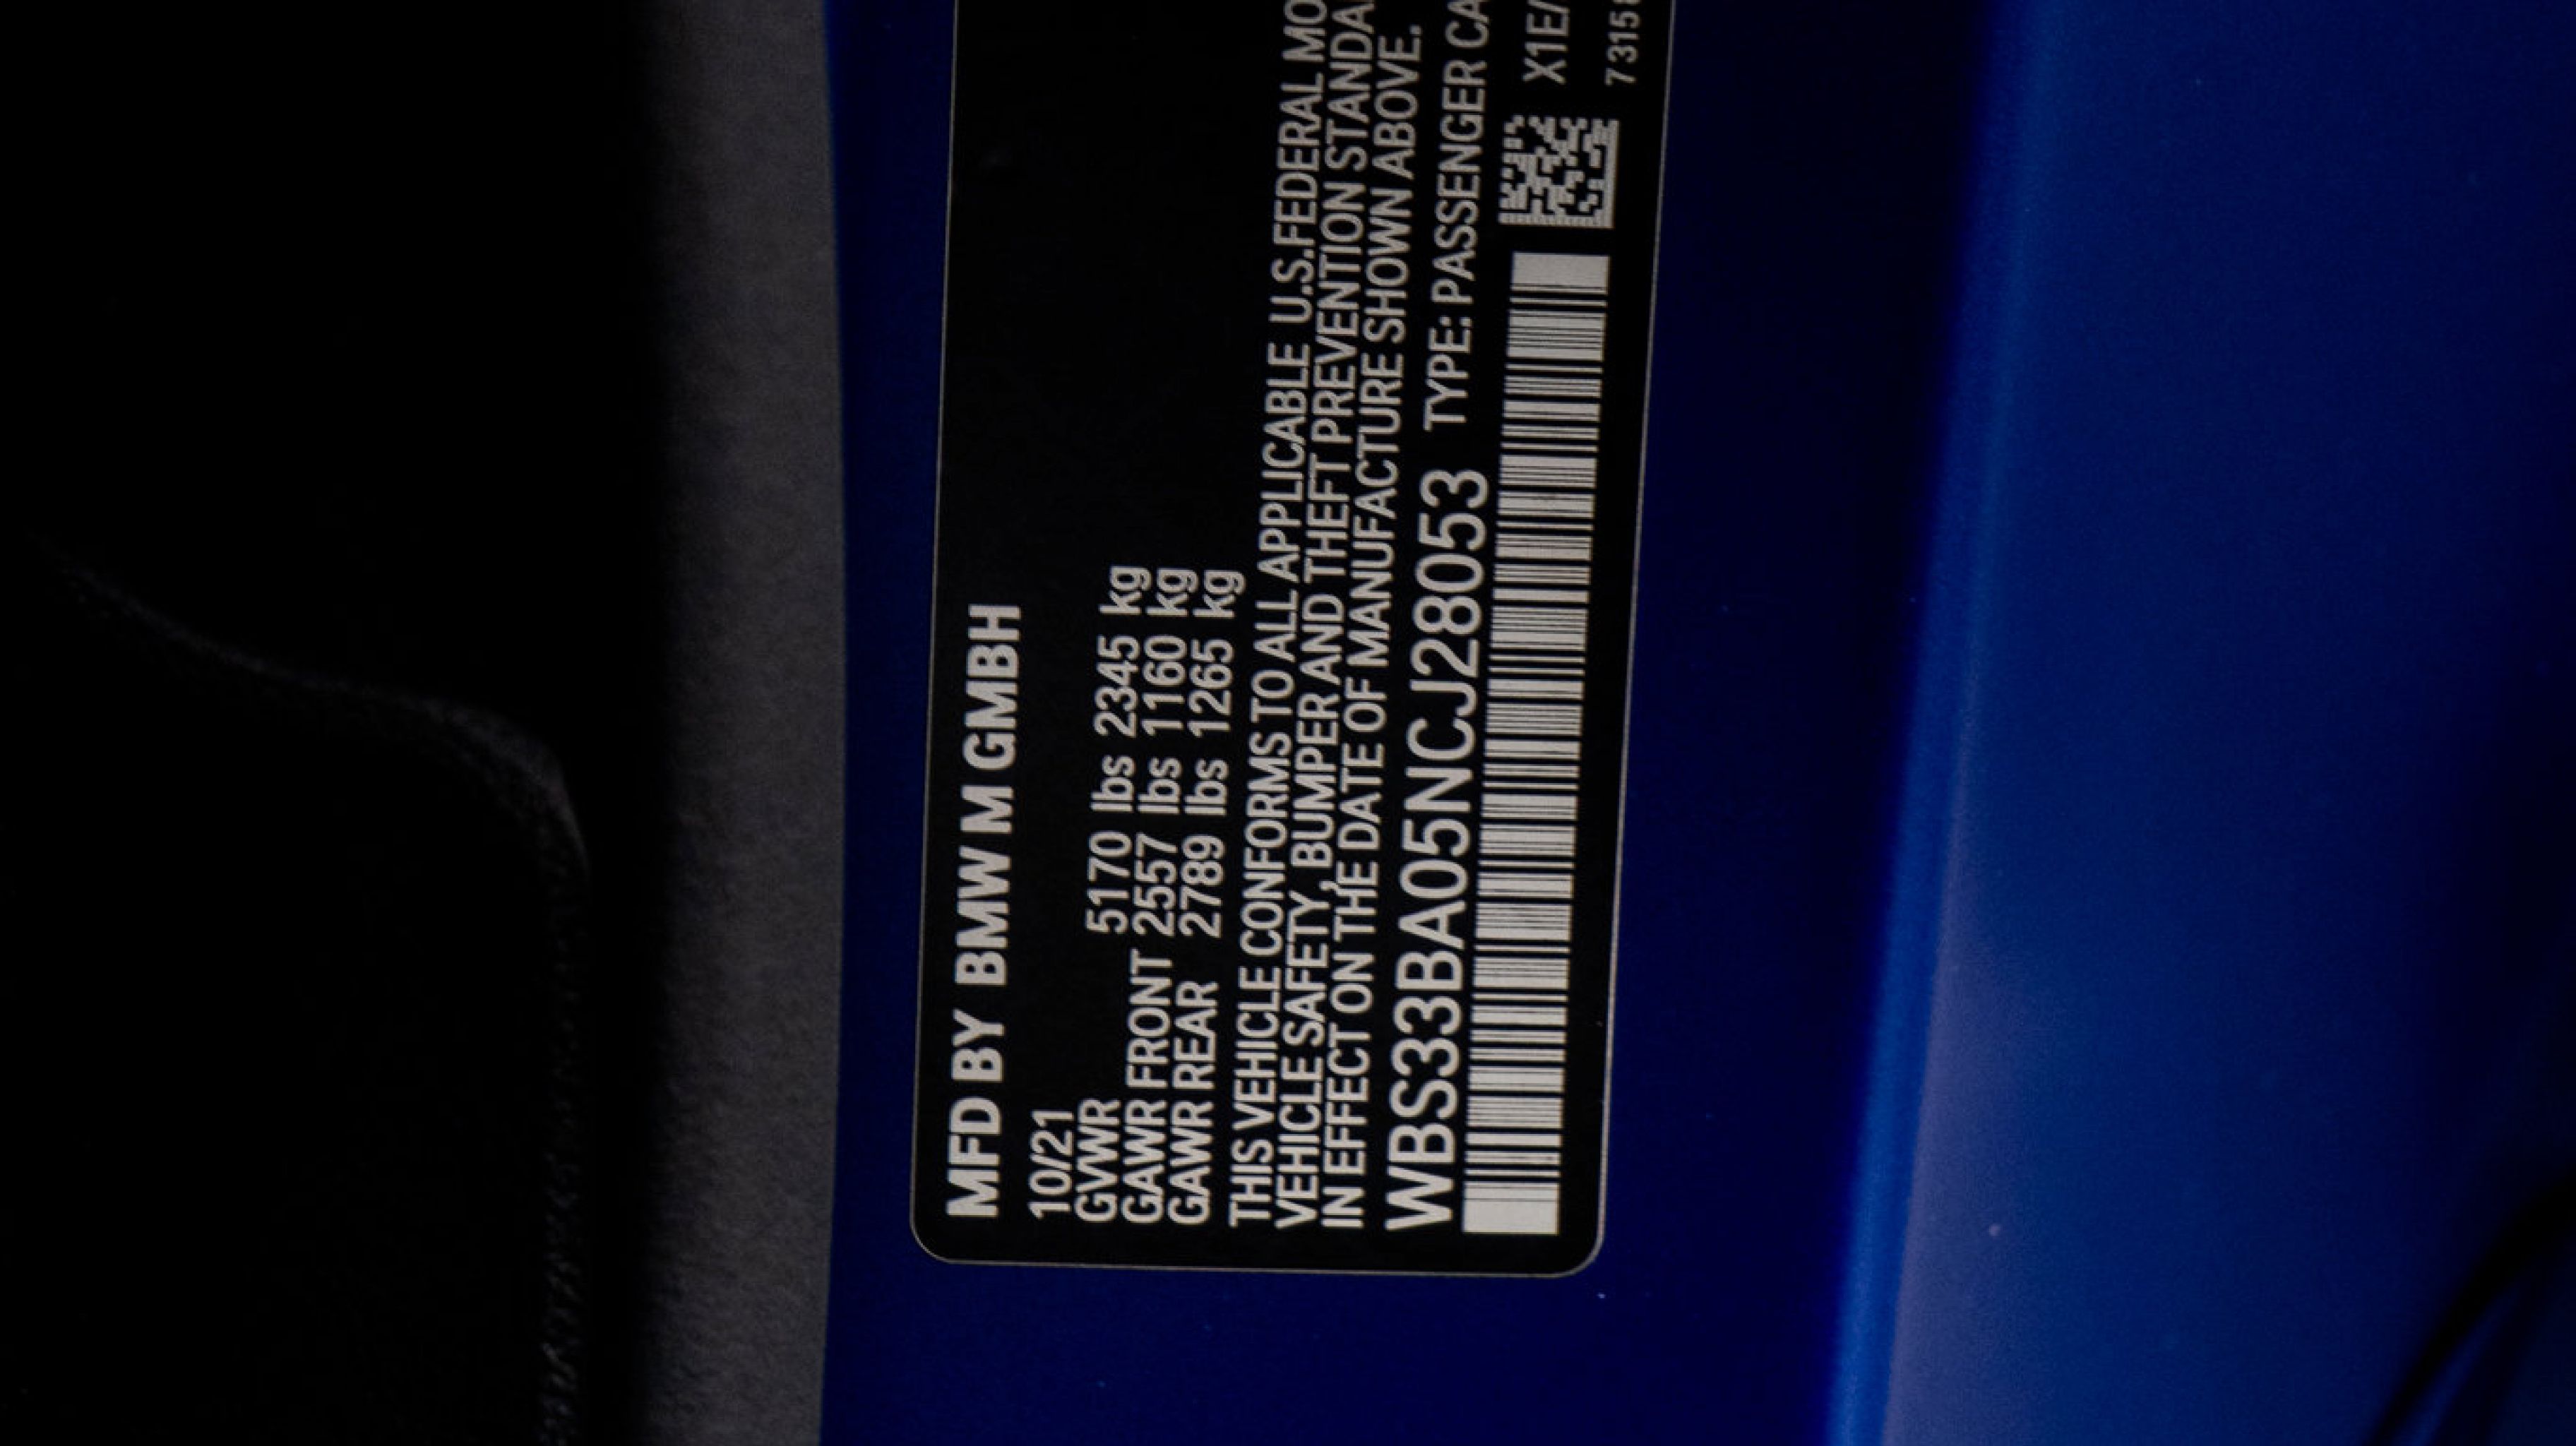 MFD BY BMW M GMBH
10/21
GVWR 5170 lbs 2345 kg
GAWR FRONT 2557 lbs 1160 kg
GAWR REAR 2789 lbs 1265 kg
THIS VEHICLE CONFORMS TO ALL APPLICABLE U.S.FEDERAL MO
VEHICLE SAFETY, BUMPER AND THEFT PREVENTION STANDA
IN EFFECT ON THE DATE OF MANUFACTURE SHOWN ABOVE.
WBS33BA05NCJ28053 TYPE: PASSENGER CA
X1E/
7315